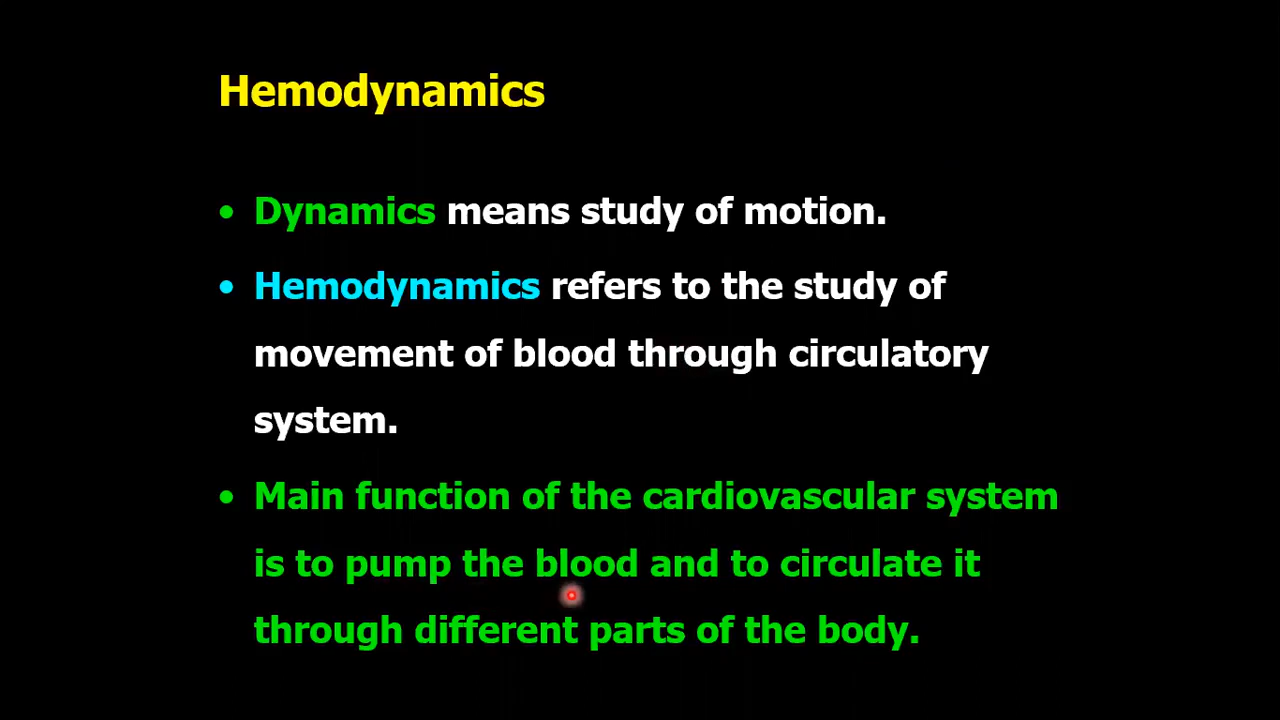 Hemodynamics
• Dynamics means study of motion.
• Hemodynamics refers to the study of
movement of blood through circulatory
system.
• Main function of the cardiovascular system
is to pump the blood and to circulate it
through different parts of the body.